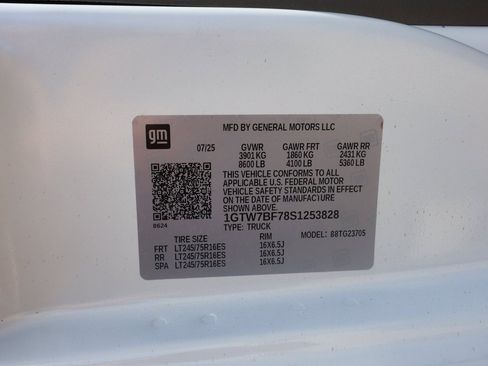 gm
MFD BY GENERAL MOTORS LLC
07/25 GVWR GAWR FRT GAWR RR
3901 KG 1860 KG 2431 KG
8600 LB 4100 LB 5360 LB
THIS VEHICLE CONFORMS TO ALL
APPLICABLE U.S. FEDERAL MOTOR
VEHICLE SAFETY STANDARDS IN EFFECT
ON THE DATE OF MANUFACTURE
SHOWN ABOVE.
1GTW7BF78S1253828
8624
TYPE: TRUCK MODEL: 88TG23705
TIRE SIZE RIM
FRT LT245/75R16ES 16X6.5J
RR LT245/75R16ES 16X6.5J
SPA LT245/75R16ES 16X6.5J